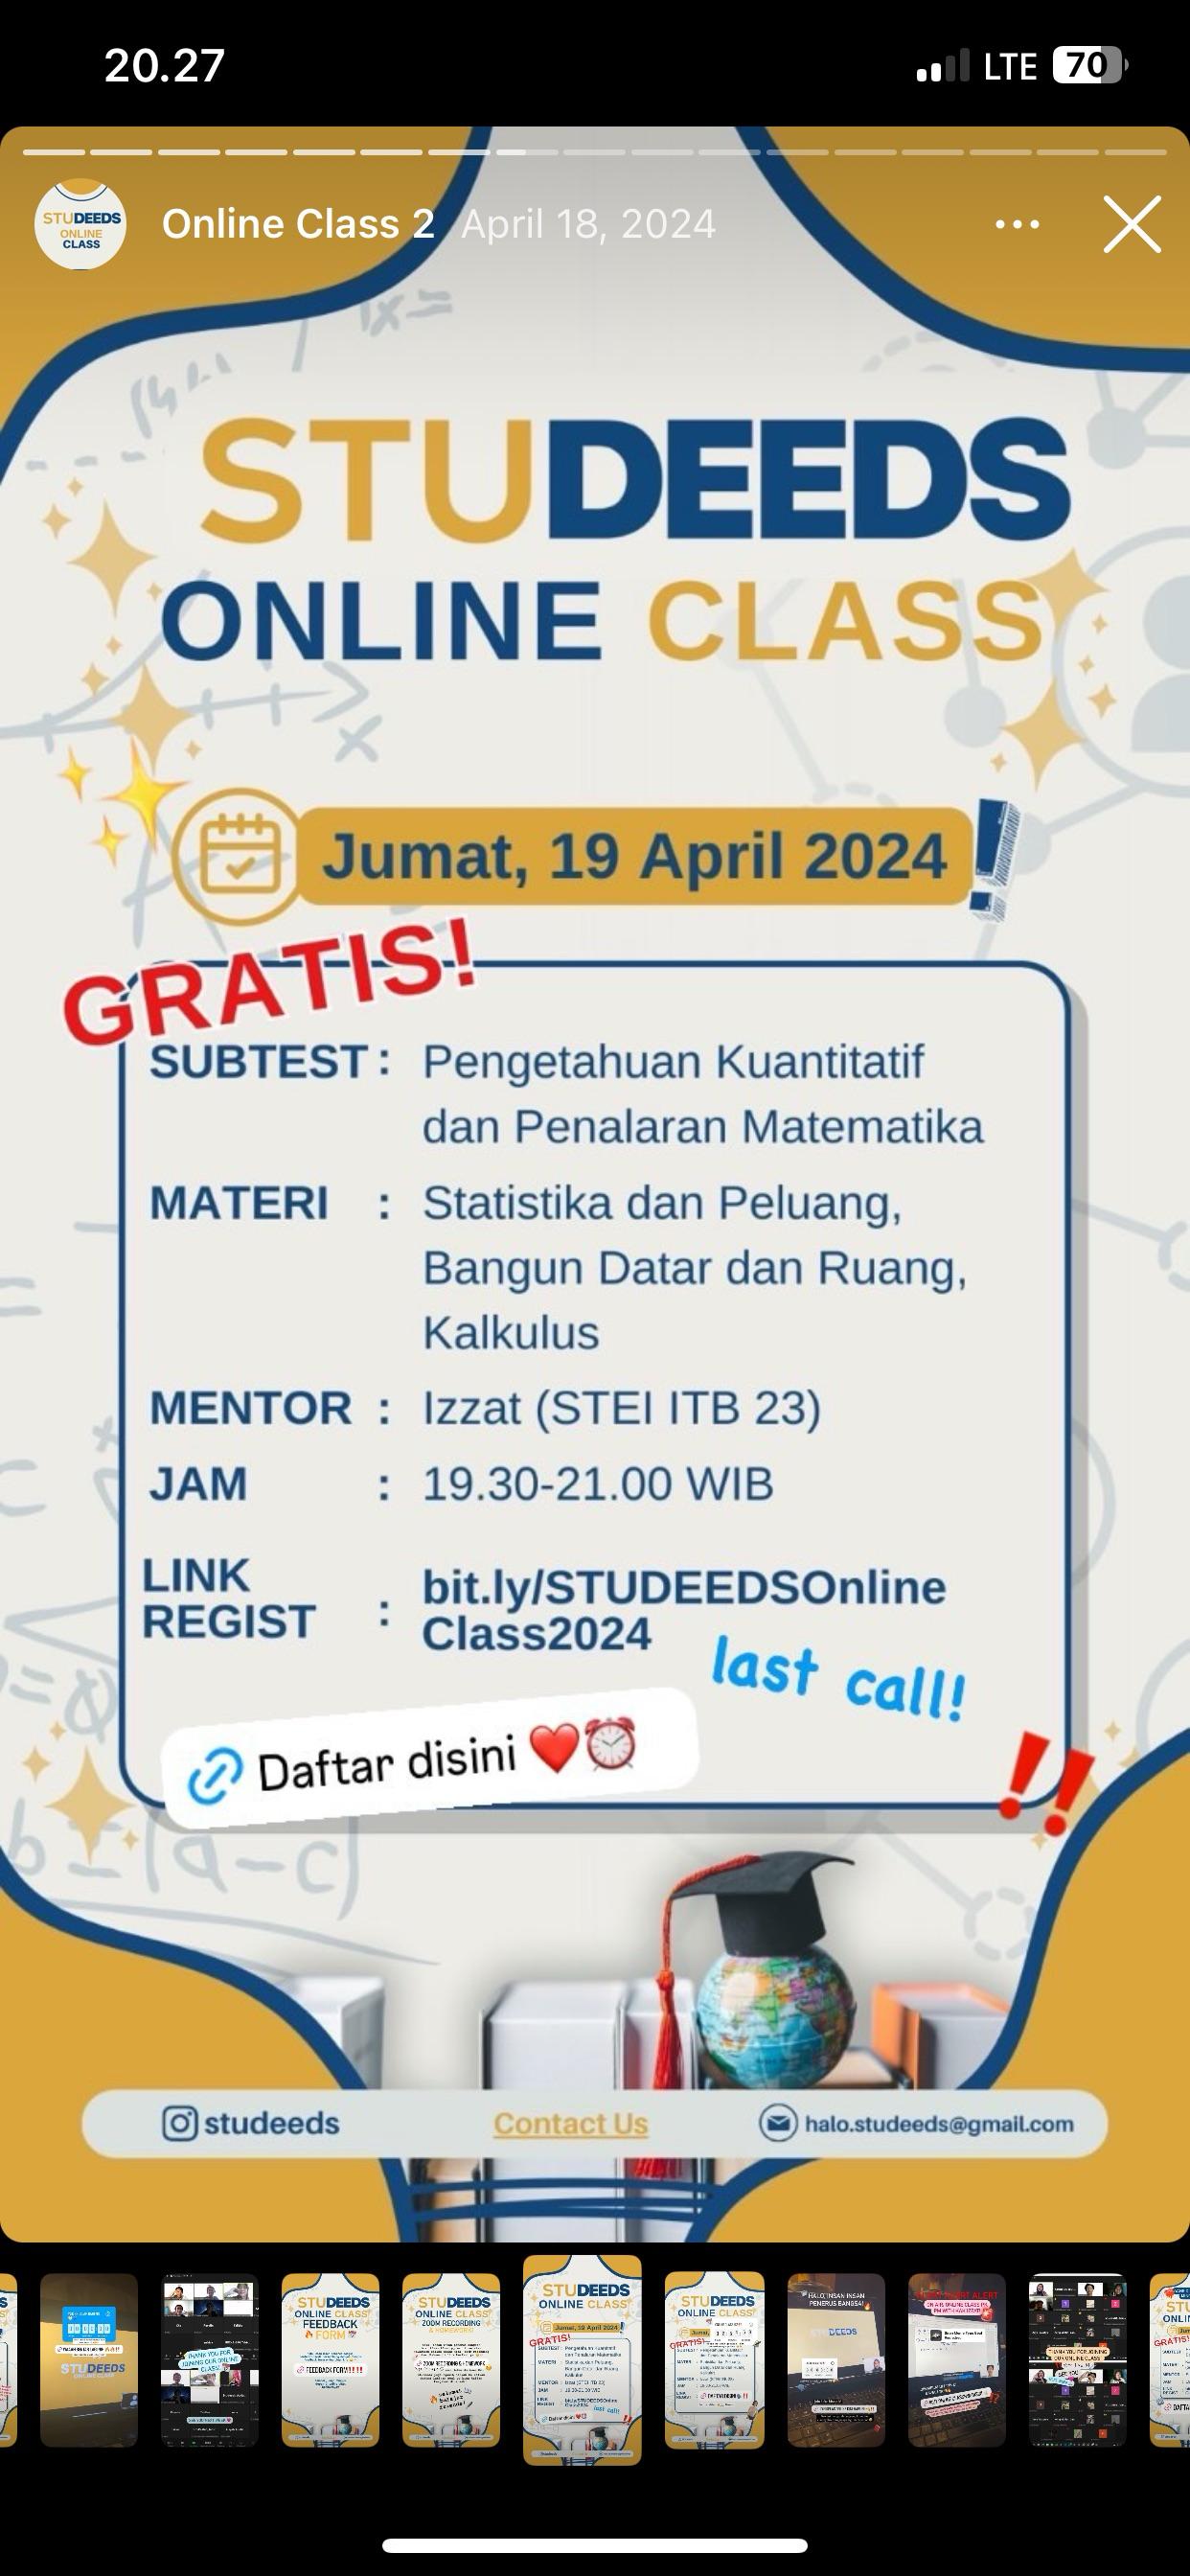 20.27
LTE 70
STUDEEDS
ONLINE
CLASS
Online Class 2 April 18, 2024
STUDEEDS
ONLINE CLASS
Jumat, 19 April 2024
GRATIS!
SUBTEST : Pengetahuan Kuantitatif
dan Penalaran Matematika
MATERI : Statistika dan Peluang,
Bangun Datar dan Ruang,
Kalkulus
MENTOR : Izzat (STEI ITB 23)
JAM : 19.30-21.00 WIB
LINK
REGIST : bit.ly/STUDEEDSOnline
Class2024
last call!
Daftar disini ❤️⏰
‼️
studeeds Contact Us halo.studeeds@gmail.com